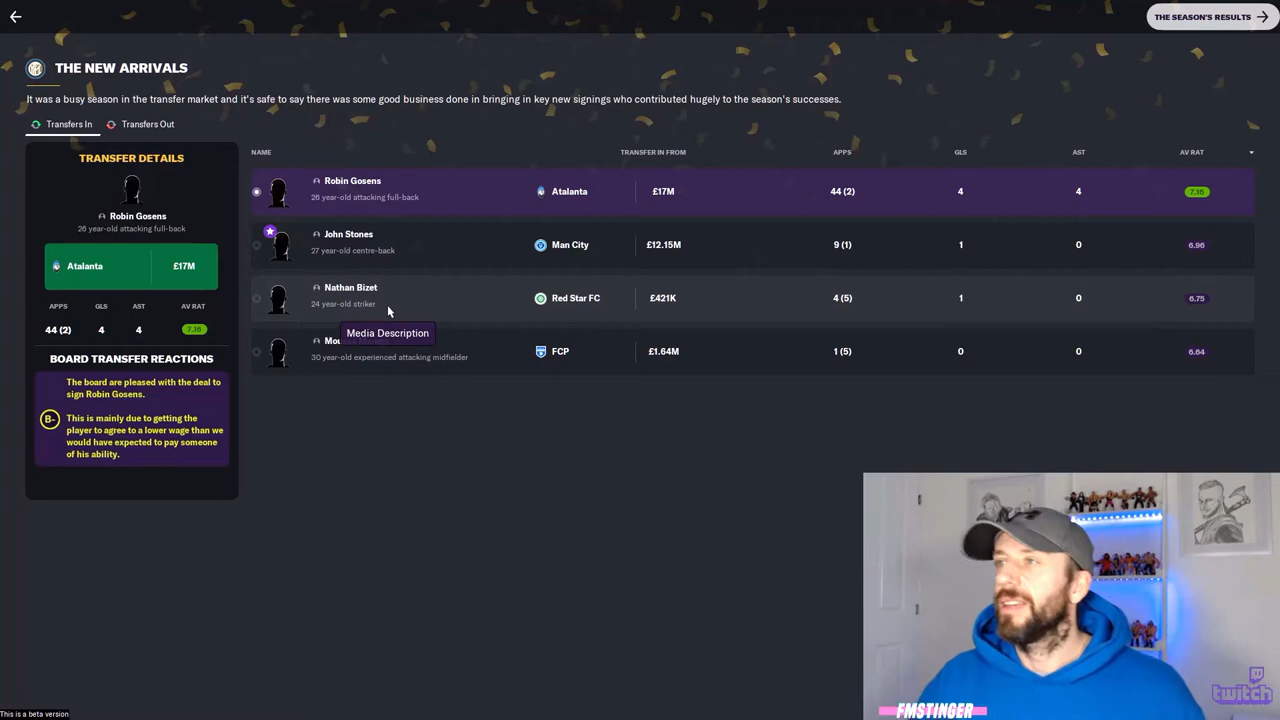 THE SEASON'S RESULTS
THE NEW ARRIVALS
It was a busy season in the transfer market and it's safe to say there was some good business done in bringing in key new signings who contributed hugely to the season's successes.
Transfers In Transfers Out
TRANSFER DETAILS
Robin Gosens
26 year-old attacking full-back
Atalanta £17M
APPS GLS AST AV RAT
44 (2) 4 4 7.16
BOARD TRANSFER REACTIONS
The board are pleased with the deal to
sign Robin Gosens.
B-
This is mainly due to getting the
player to agree to a lower wage than we
would have expected to pay someone
of his ability.
NAME TRANSFER IN FROM APPS GLS AST AV RAT
Robin Gosens
26 year-old attacking full-back
Atalanta £17M 44 (2) 4 4 7.16
John Stones
27 year-old centre-back
Man City £12.15M 9 (1) 1 0 6.96
Nathan Bizet
24 year-old striker
Red Star FC £421K 4 (5) 1 0 6.75
Media Description
30 year-old experienced attacking midfielder
FCP £1.64M 1 (5) 0 0 6.64
twitch
FMSTINGER
This is a beta version